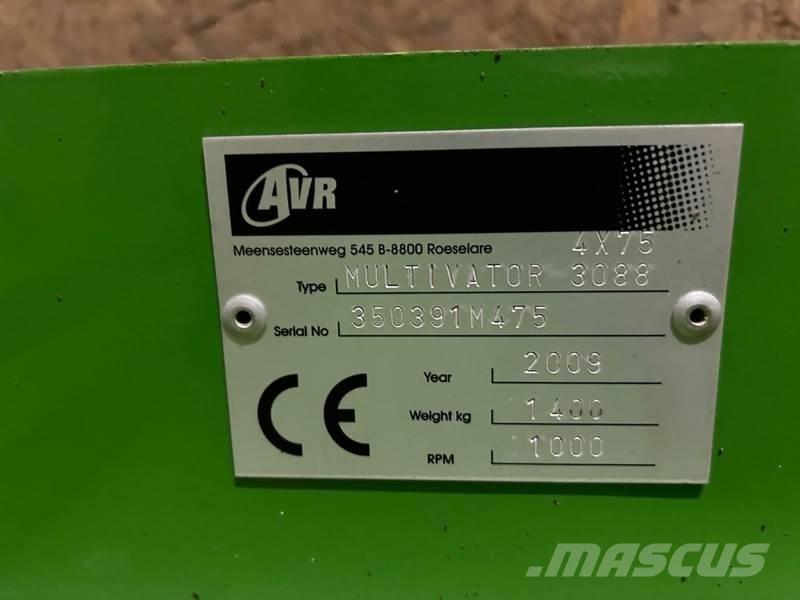 AVR
Meensesteenweg 545 B-8800 Roeselare 4X75
Type MULTIVATOR 3088
Serial No 350391M475
CE
Year 2009
Weight kg 1400
RPM 1000
MASCUS